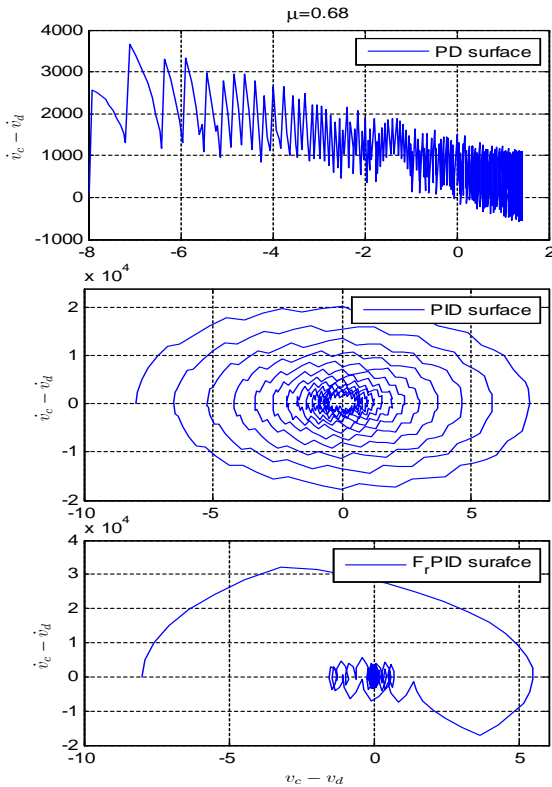 μ=0.68
4000
3000
2000
1000
0
-1000
v̇c − v̇d
PD surface
-8 -6 -4 -2 0 2
x 10^4
2
1
0
-1
-2
v̇c − v̇d
PID surface
-10 -5 0 5
x 10^4
4
3
2
1
0
-1
-2
v̇c − v̇d
FrPID surafce
-10 -5 0 5
vc − vd